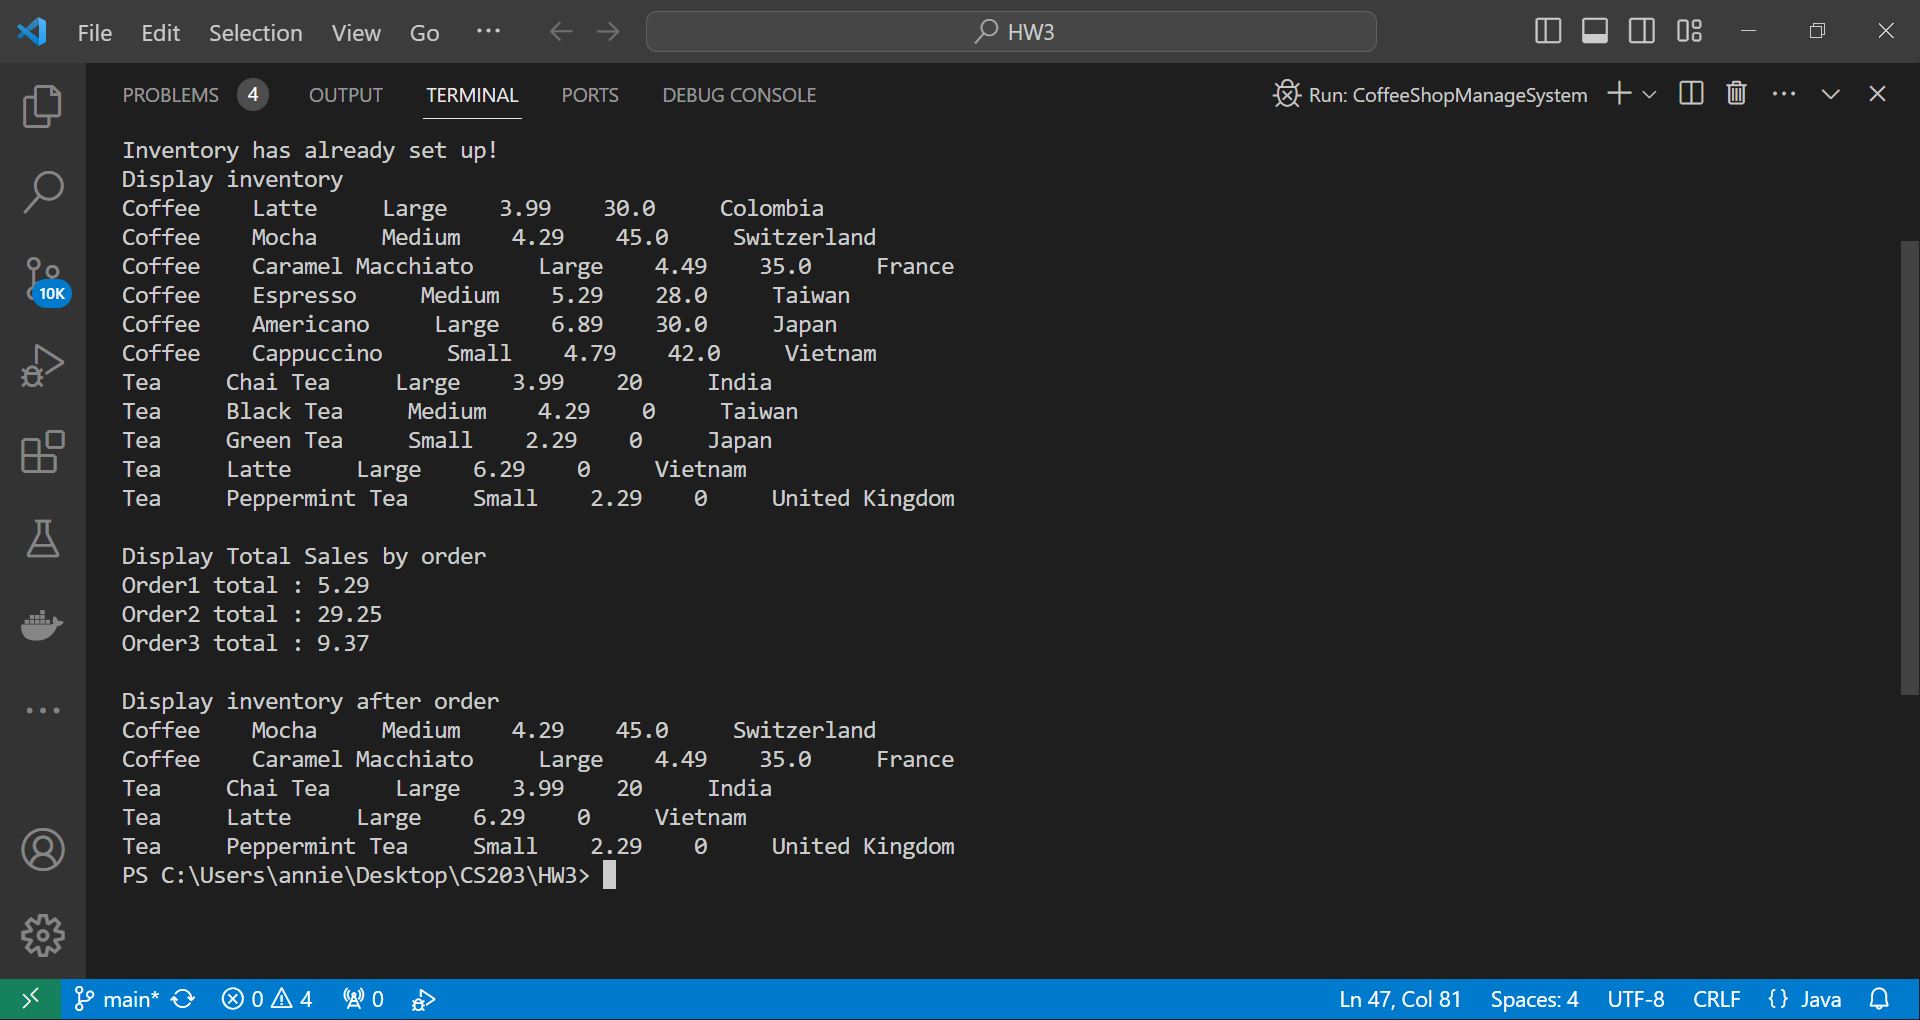 File Edit Selection View Go ··· HW3
PROBLEMS 4 OUTPUT TERMINAL PORTS DEBUG CONSOLE Run: CoffeeShopManageSystem
Inventory has already set up!
Display inventory
Coffee Latte Large 3.99 30.0 Colombia
Coffee Mocha Medium 4.29 45.0 Switzerland
Coffee Caramel Macchiato Large 4.49 35.0 France
Coffee Espresso Medium 5.29 28.0 Taiwan
Coffee Americano Large 6.89 30.0 Japan
Coffee Cappuccino Small 4.79 42.0 Vietnam
Tea Chai Tea Large 3.99 20 India
Tea Black Tea Medium 4.29 0 Taiwan
Tea Green Tea Small 2.29 0 Japan
Tea Latte Large 6.29 0 Vietnam
Tea Peppermint Tea Small 2.29 0 United Kingdom
Display Total Sales by order
Order1 total : 5.29
Order2 total : 29.25
Order3 total : 9.37
Display inventory after order
Coffee Mocha Medium 4.29 45.0 Switzerland
Coffee Caramel Macchiato Large 4.49 35.0 France
Tea Chai Tea Large 3.99 20 India
Tea Latte Large 6.29 0 Vietnam
Tea Peppermint Tea Small 2.29 0 United Kingdom
PS C:\Users\annie\Desktop\CS203\HW3>
10K
main* 0 4 0 Ln 47, Col 81 Spaces: 4 UTF-8 CRLF {} Java